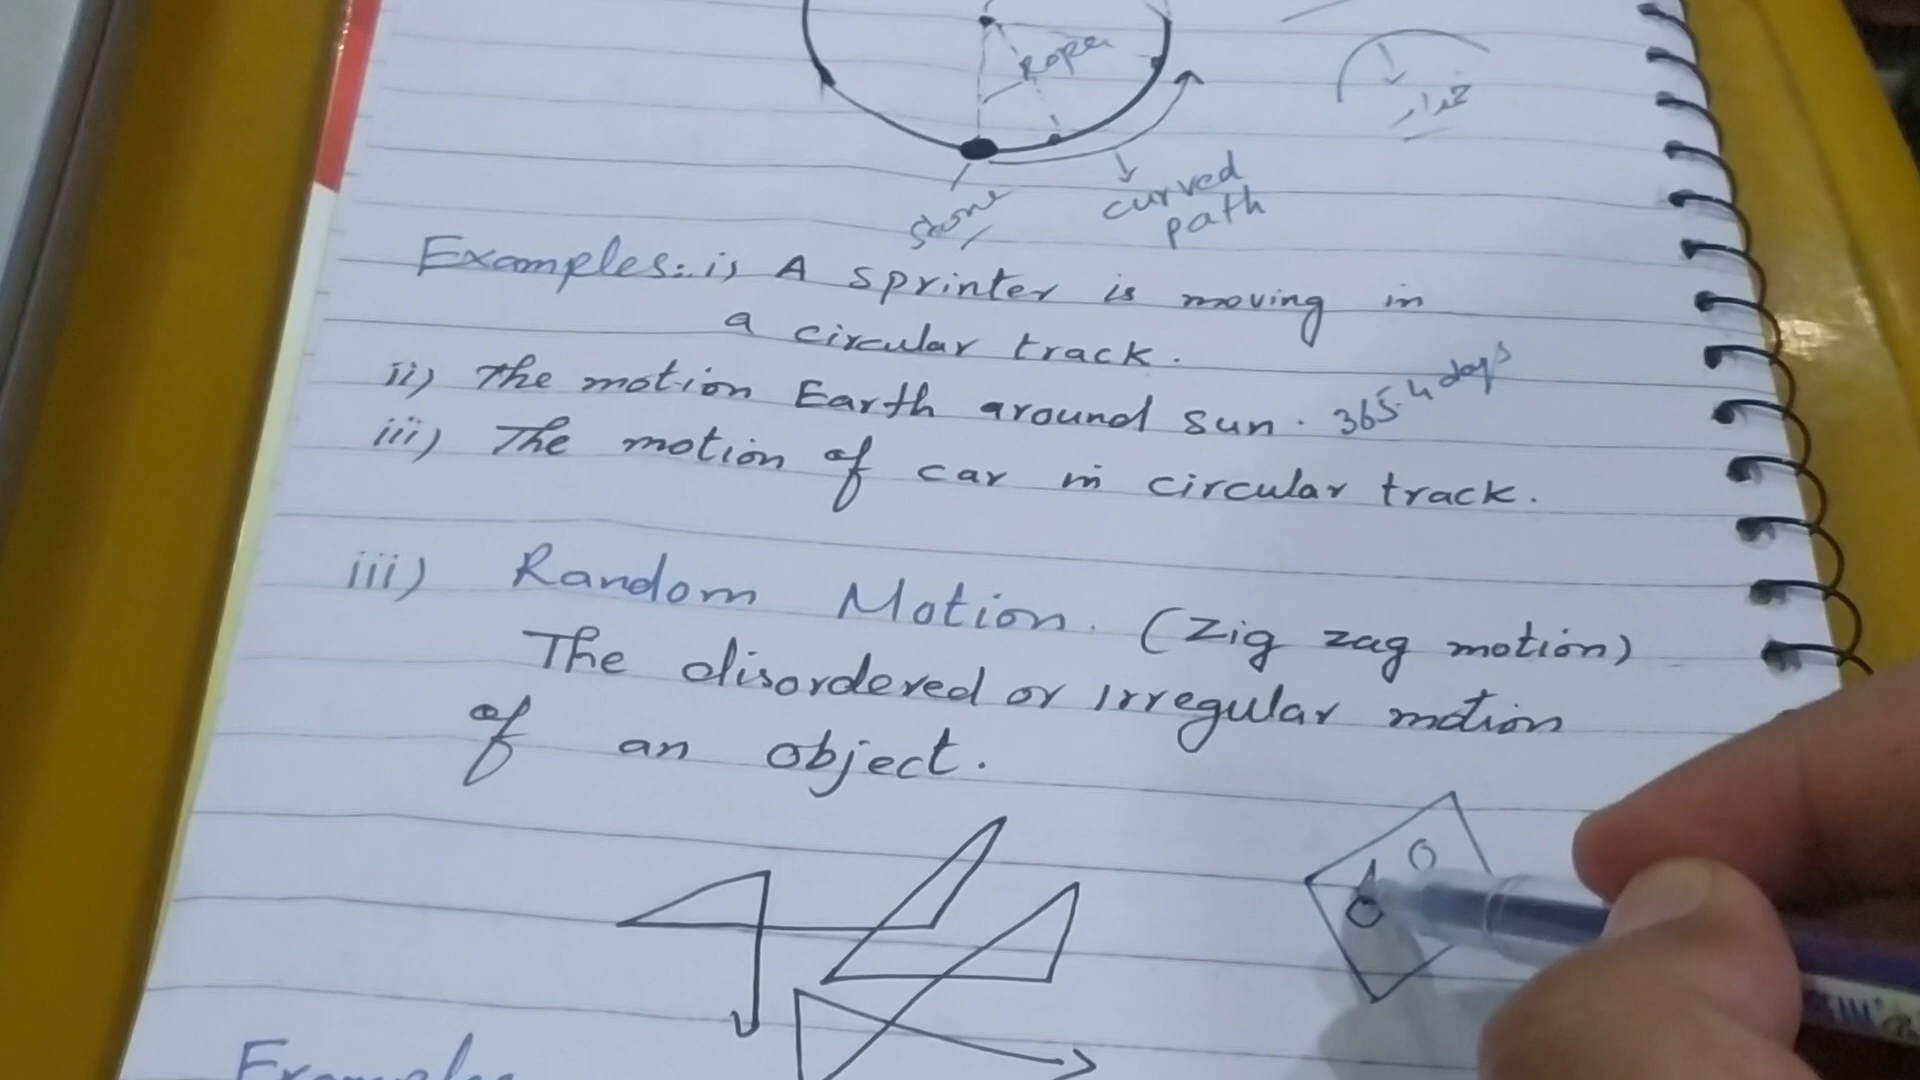 Rope
خمدار
Stone
curved
path
Examples:. i, A sprinter is moving in
a circular track.
ii) The motion Earth around sun. 365.4 days
iii) The motion of car in circular track.
iii) Random Motion. (Zig zag motion)
The disordered or irregular motion
of an object.
Examples